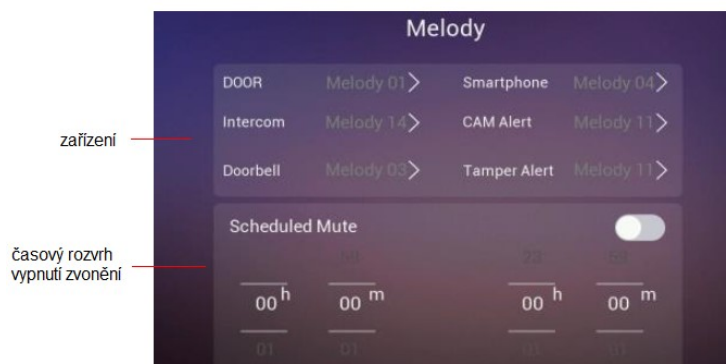 Melody
DOOR Melody 01 > Smartphone Melody 04 >
Intercom Melody 14 > CAM Alert Melody 11 >
zařízení
Doorbell Melody 03 > Tamper Alert Melody 11 >
Scheduled Mute
časový rozvrh
vypnutí zvonění
59 23 59
00 h 00 m 00 h 00 m
01 01 01 01